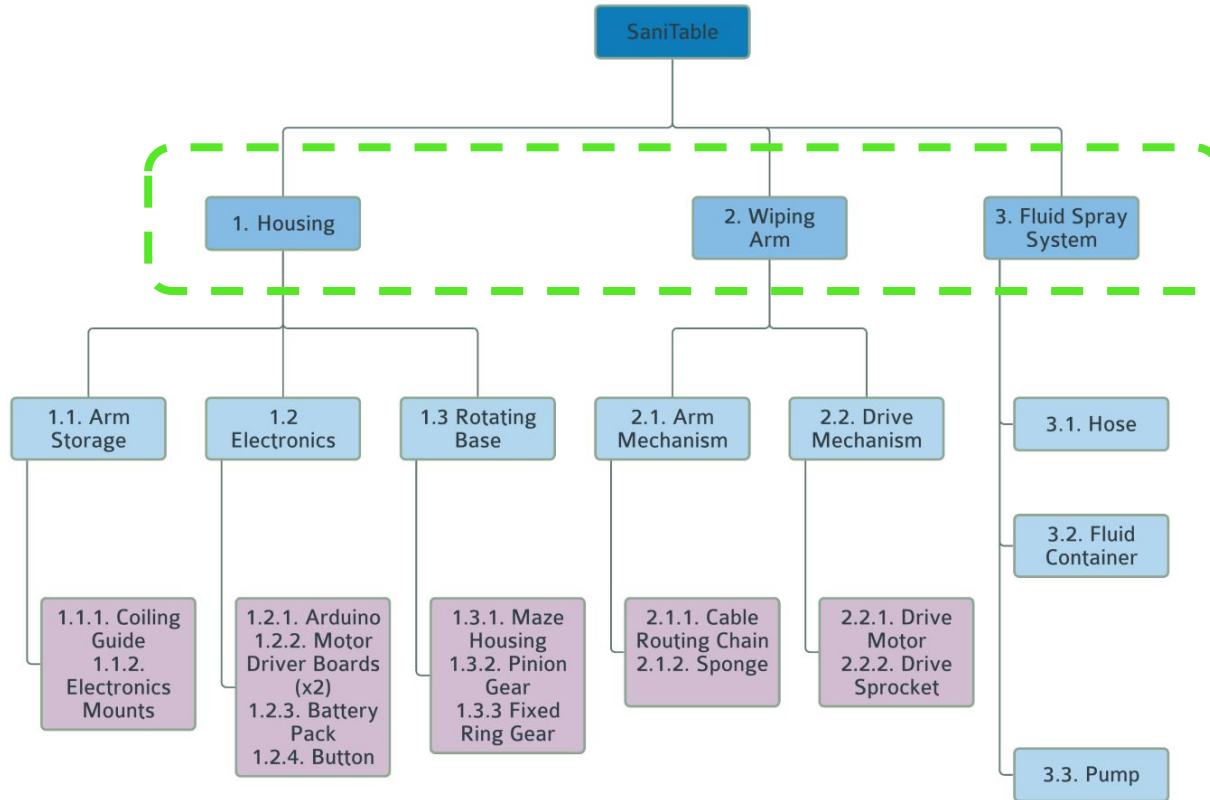 SaniTable
1. Housing
2. Wiping
Arm
3. Fluid Spray
System
1.1. Arm
Storage
1.2
Electronics
1.3 Rotating
Base
2.1. Arm
Mechanism
2.2. Drive
Mechanism
3.1. Hose
3.2. Fluid
Container
1.1.1. Coiling
Guide
1.1.2.
Electronics
Mounts
1.2.1. Arduino
1.2.2. Motor
Driver Boards
(x2)
1.2.3. Battery
Pack
1.2.4. Button
1.3.1. Maze
Housing
1.3.2. Pinion
Gear
1.3.3 Fixed
Ring Gear
2.1.1. Cable
Routing Chain
2.1.2. Sponge
2.2.1. Drive
Motor
2.2.2. Drive
Sprocket
3.3. Pump